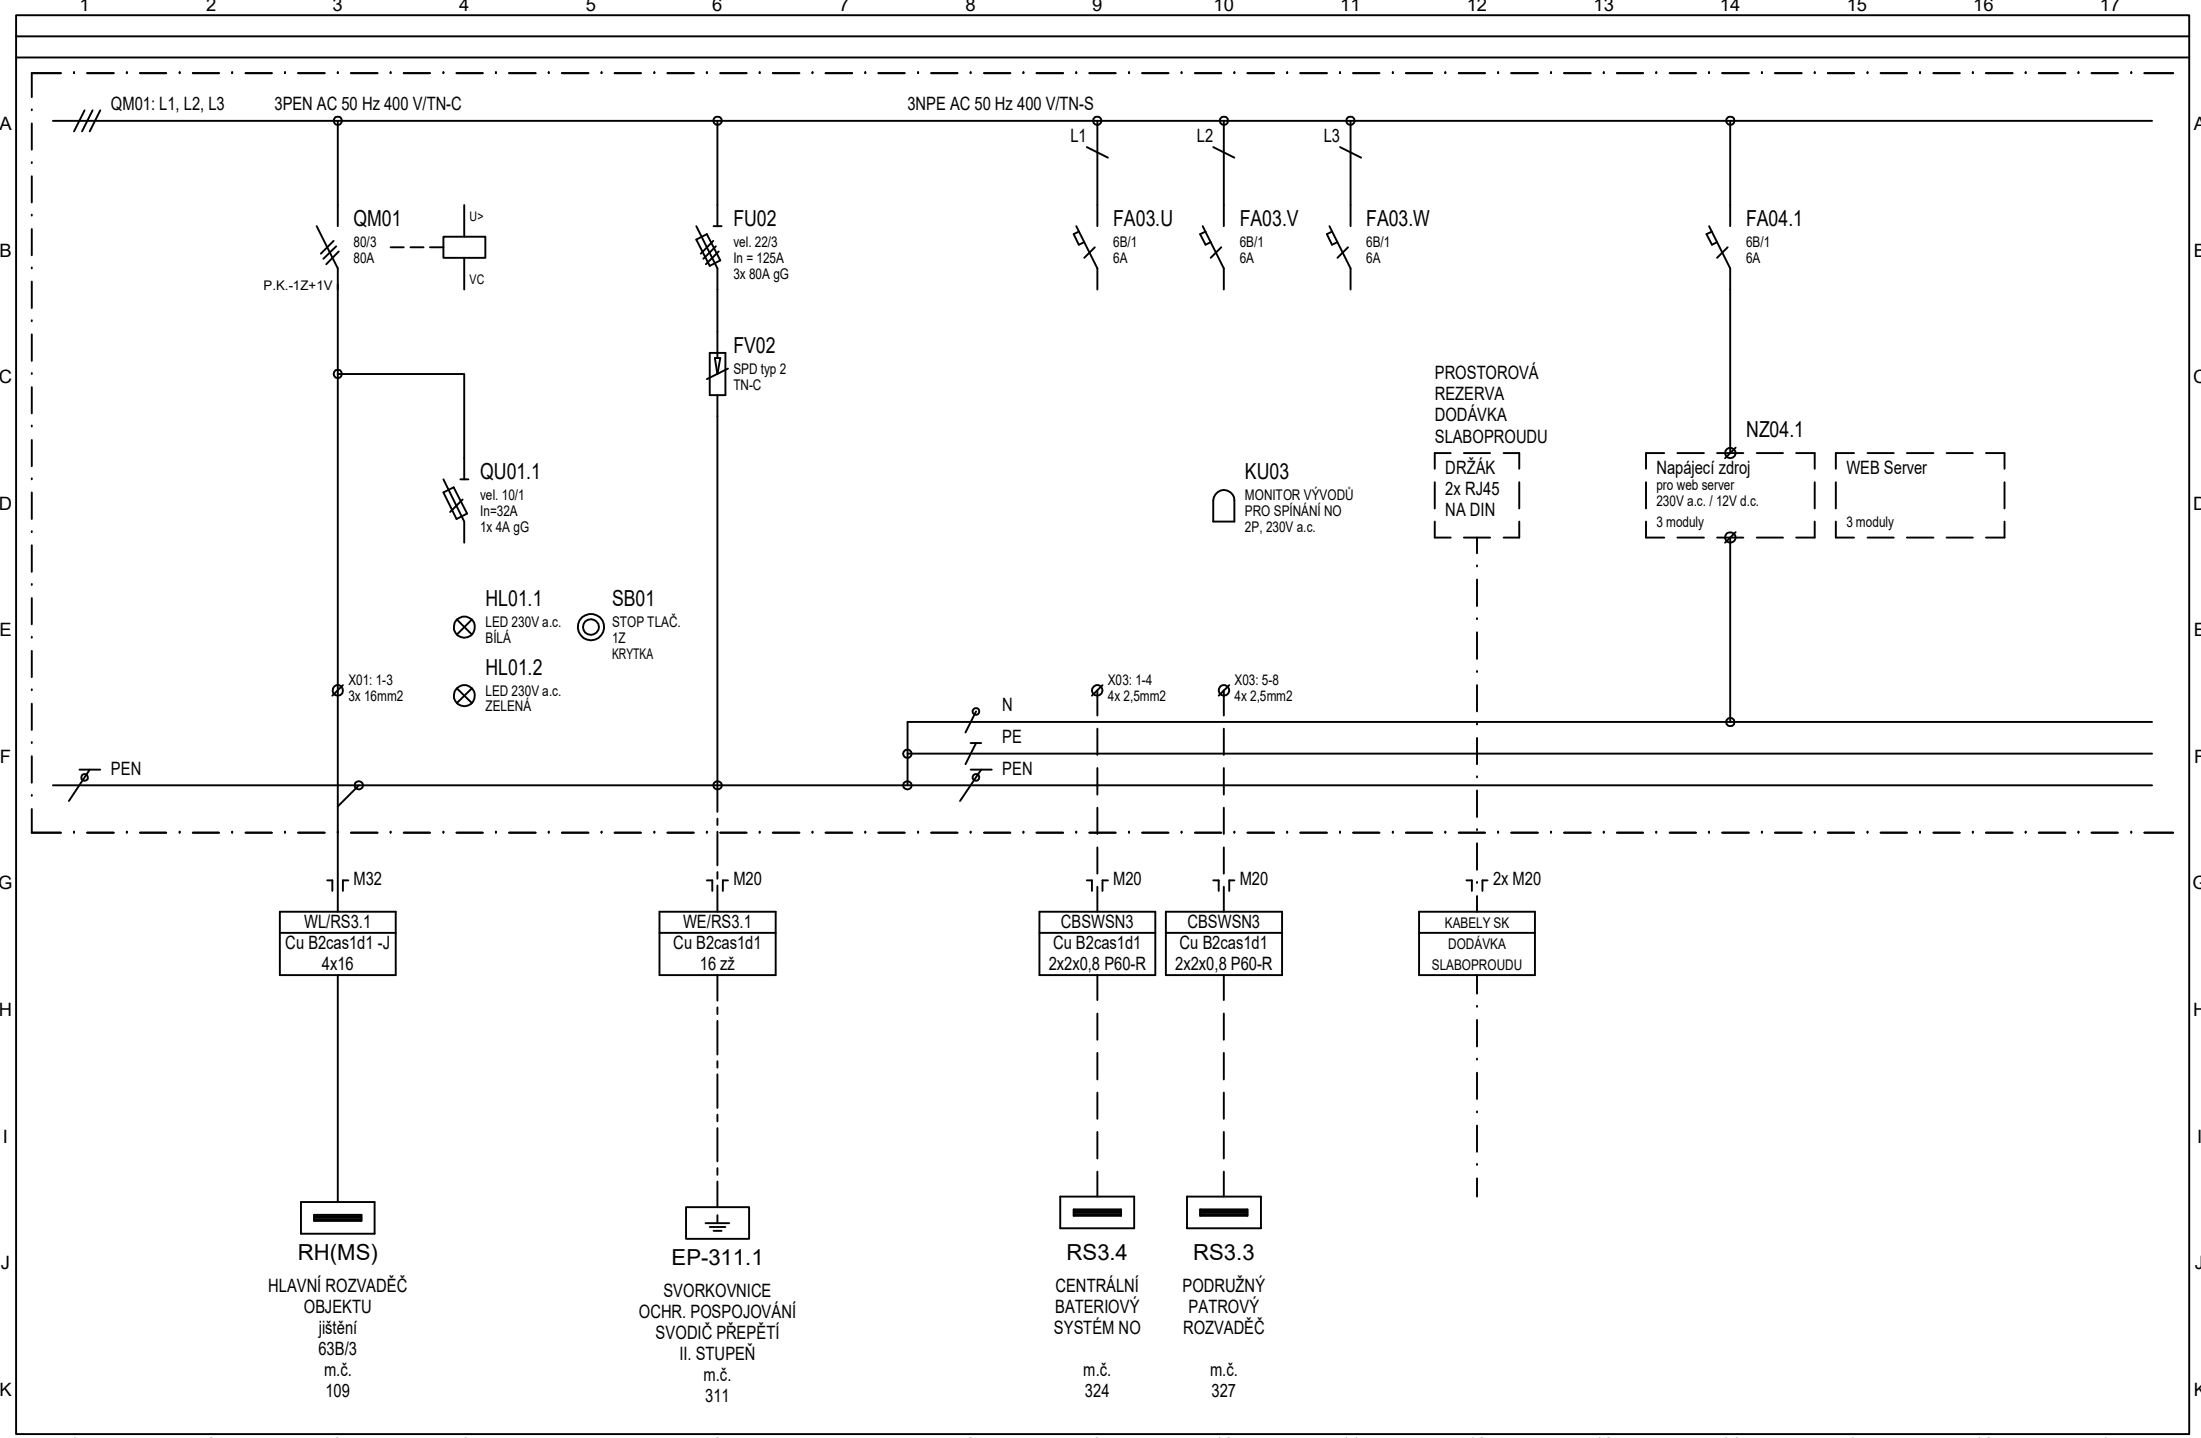 1 2 3 4 5 6 7 8 9 10 11 12 13 14 15 16 17
A
QM01: L1, L2, L3
3PEN AC 50 Hz 400 V/TN-C
3NPE AC 50 Hz 400 V/TN-S
A
L1
L2
L3
B
QM01
80/3
80A
P.K.-1Z+1V
U>
VC
FU02
vel. 22/3
In = 125A
3x 80A gG
FA03.U
6B/1
6A
FA03.V
6B/1
6A
FA03.W
6B/1
6A
FA04.1
6B/1
6A
B
C
FV02
SPD typ 2
TN-C
PROSTOROVÁ
REZERVA
DODÁVKA
SLABOPROUDU
C
D
QU01.1
vel. 10/1
In=32A
1x 4A gG
KU03
MONITOR VÝVODŮ
PRO SPÍNÁNÍ NO
2P, 230V a.c.
DRŽÁK
2x RJ45
NA DIN
NZ04.1
Napájecí zdroj
pro web server
230V a.c. / 12V d.c.
3 moduly
WEB Server
3 moduly
D
E
HL01.1
LED 230V a.c.
BÍLÁ
SB01
STOP TLAČ.
1Z
KRYTKA
HL01.2
LED 230V a.c.
ZELENÁ
E
X01: 1-3
3x 16mm2
X03: 1-4
4x 2,5mm2
X03: 5-8
4x 2,5mm2
N
PE
F
PEN
PEN
F
G
M32
M20
M20
M20
2x M20
G
WL/RS3.1
Cu B2cas1d1 -J
4x16
WE/RS3.1
Cu B2cas1d1
16 zž
CBSWSN3
Cu B2cas1d1
2x2x0,8 P60-R
CBSWSN3
Cu B2cas1d1
2x2x0,8 P60-R
KABELY SK
DODÁVKA
SLABOPROUDU
H
H
I
I
J
RH(MS)
HLAVNÍ ROZVADĚČ
OBJEKTU
jištění
63B/3
m.č.
109
EP-311.1
SVORKOVNICE
OCHR. POSPOJOVÁNÍ
SVODIČ PŘEPĚTÍ
II. STUPEŇ
m.č.
311
RS3.4
CENTRÁLNÍ
BATERIOVÝ
SYSTÉM NO
m.č.
324
RS3.3
PODRUŽNÝ
PATROVÝ
ROZVADĚČ
m.č.
327
J
K
K